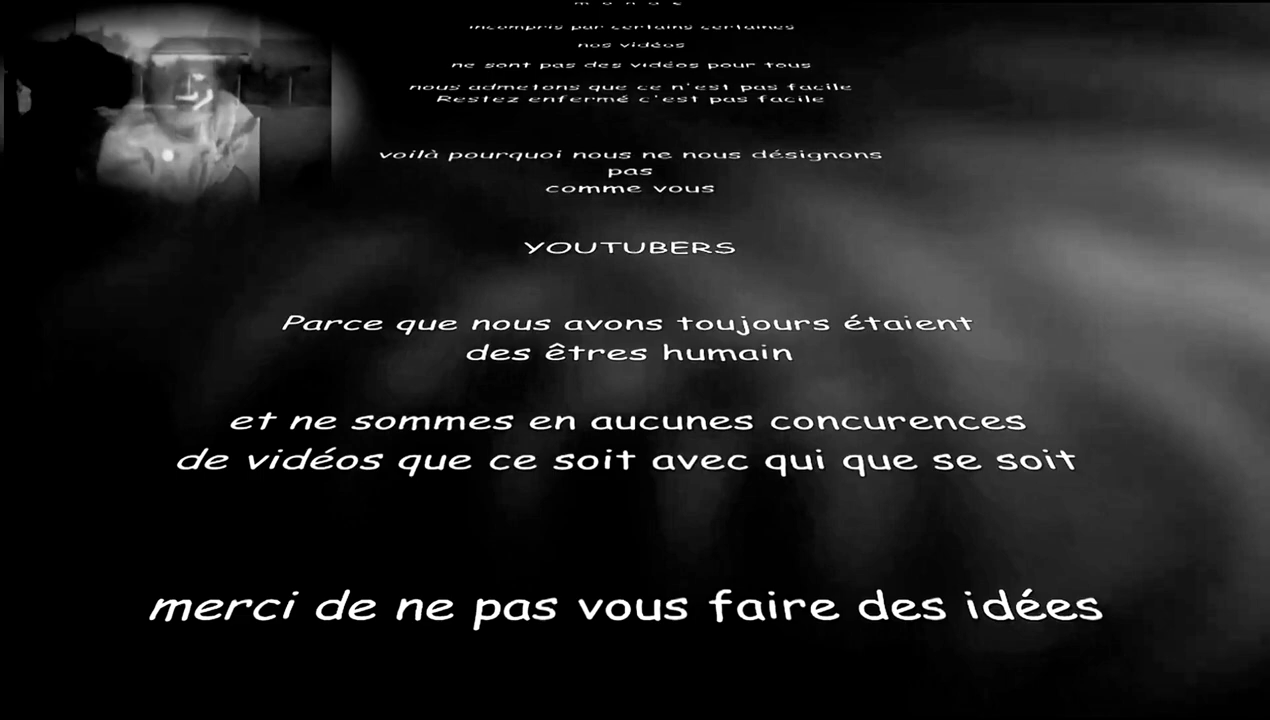 monde
incompris par certains certaines
nos vidéos
ne sont pas des vidéos pour tous
nous admetons que ce n'est pas facile
Restez enfermé c'est pas facile
voilà pourquoi nous ne nous désignons
pas
comme vous
YOUTUBERS
Parce que nous avons toujours étaient
des êtres humain
et ne sommes en aucunes concurences
de vidéos que ce soit avec qui que se soit
merci de ne pas vous faire des idées